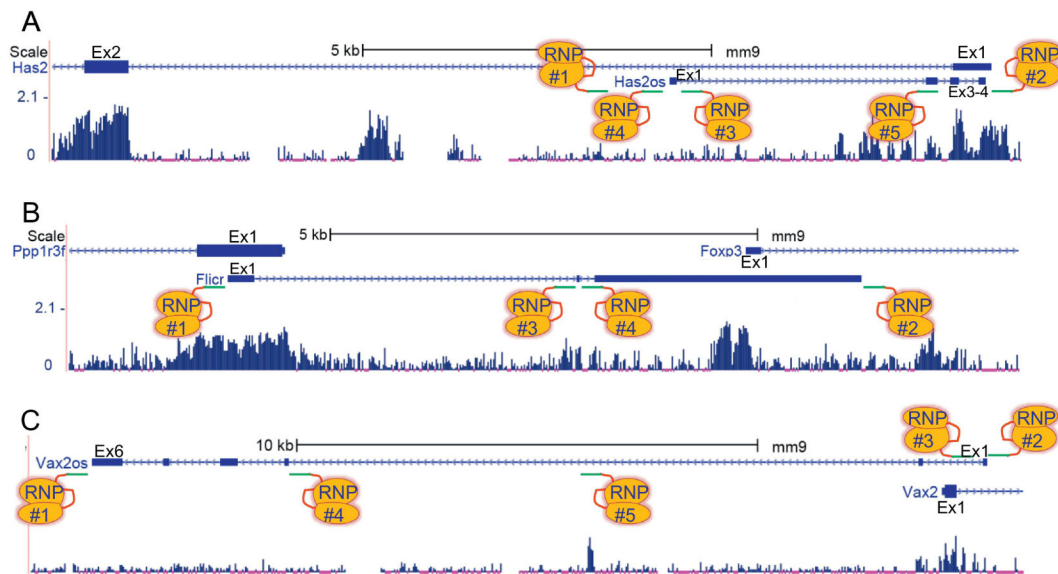 A
Scale
5 kb
mm9
Has2
Ex2
Ex1
RNP
#1
RNP
#2
Has2os
Ex1
Ex3-4
RNP
#4
RNP
#3
RNP
#5
2.1 -
0
B
Scale
5 kb
mm9
Ppp1r3f
Ex1
Foxp3
Flicr
Ex1
Ex1
RNP
#1
RNP
#3
RNP
#4
RNP
#2
2.1 -
0
C
10 kb
mm9
RNP
#3
RNP
#2
Vax2os
Ex6
Ex1
RNP
#1
RNP
#4
RNP
#5
Vax2
Ex1